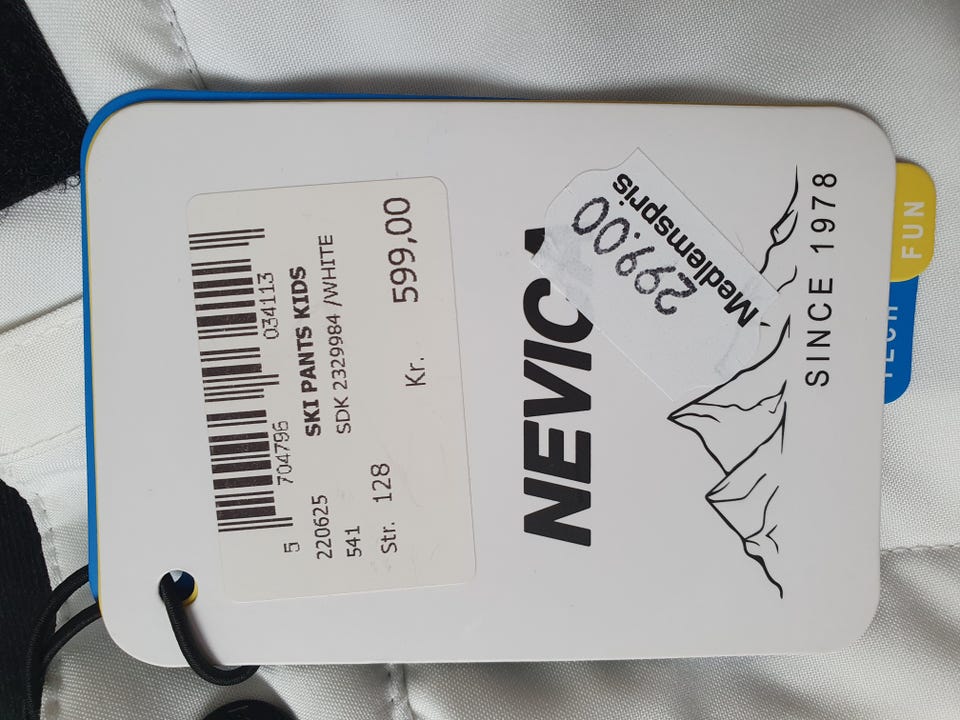 5 704796 034113
220625 SKI PANTS KIDS
541 SDK 2329984 /WHITE
Str. 128 Kr. 599,00
NEVIC
Medlemspris
299.00
SINCE 1978
FUN
TECH